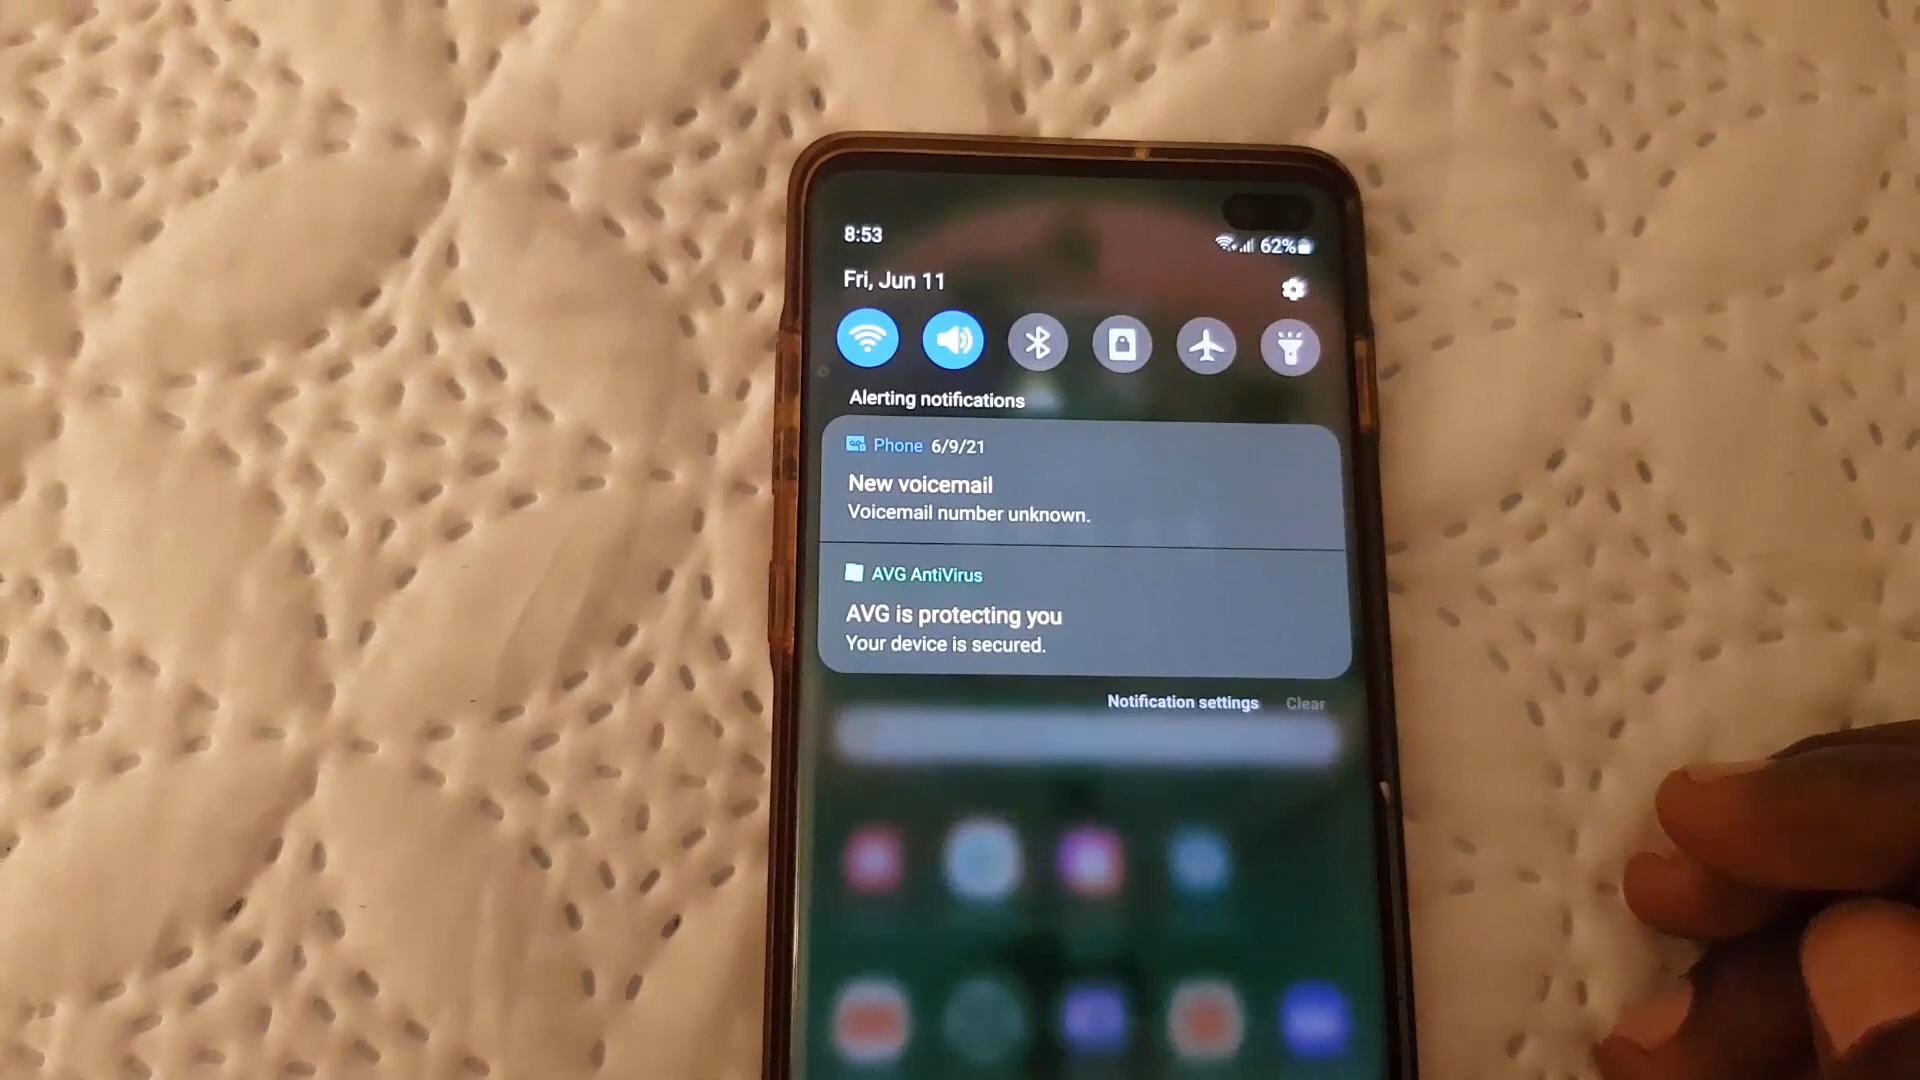 8:53
62%
Fri, Jun 11
Alerting notifications
Phone 6/9/21
New voicemail
Voicemail number unknown.
AVG AntiVirus
AVG is protecting you
Your device is secured.
Notification settings
Clear